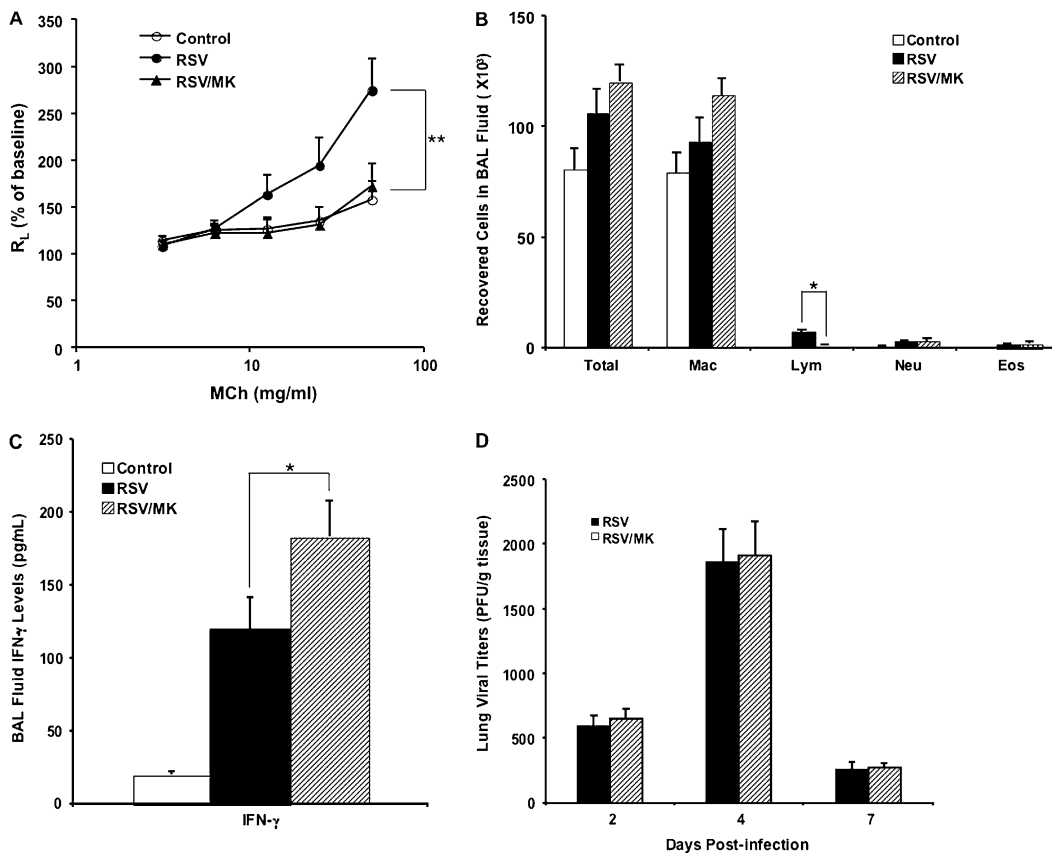 A
Control
RSV
RSV/MK
400
350
300
250
200
150
100
50
0
**
1
10
100
R_L (% of baseline)
MCh (mg/ml)
B
Control
RSV
RSV/MK
150
100
50
0
*
Total
Mac
Lym
Neu
Eos
Recovered Cells in BAL Fluid ( X10³)
C
Control
RSV
RSV/MK
250
200
150
100
50
0
*
IFN-γ
BAL Fluid IFN-γ Levels (pg/mL)
D
RSV
RSV/MK
2500
2000
1500
1000
500
0
2
4
7
Lung Viral Titers (PFU/g tissue)
Days Post-infection